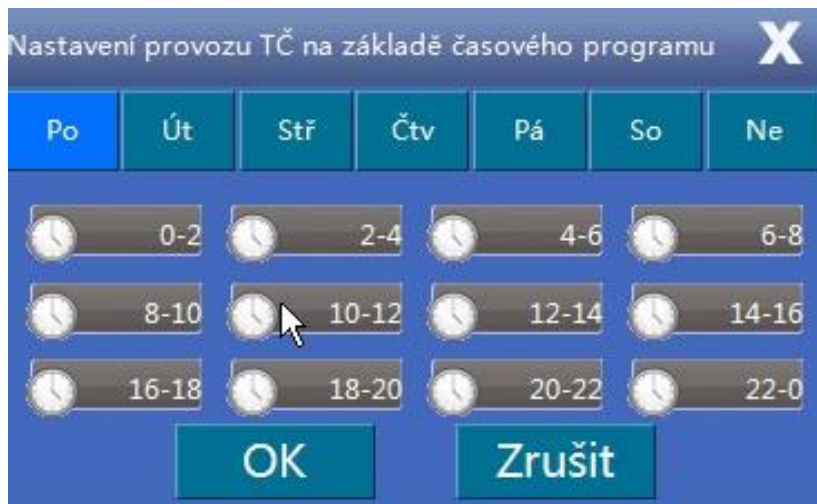 Nastavení provozu TČ na základě časového programu X
Po Út Stř Čtv Pá So Ne
0-2 2-4 4-6 6-8
8-10 10-12 12-14 14-16
16-18 18-20 20-22 22-0
OK Zrušit